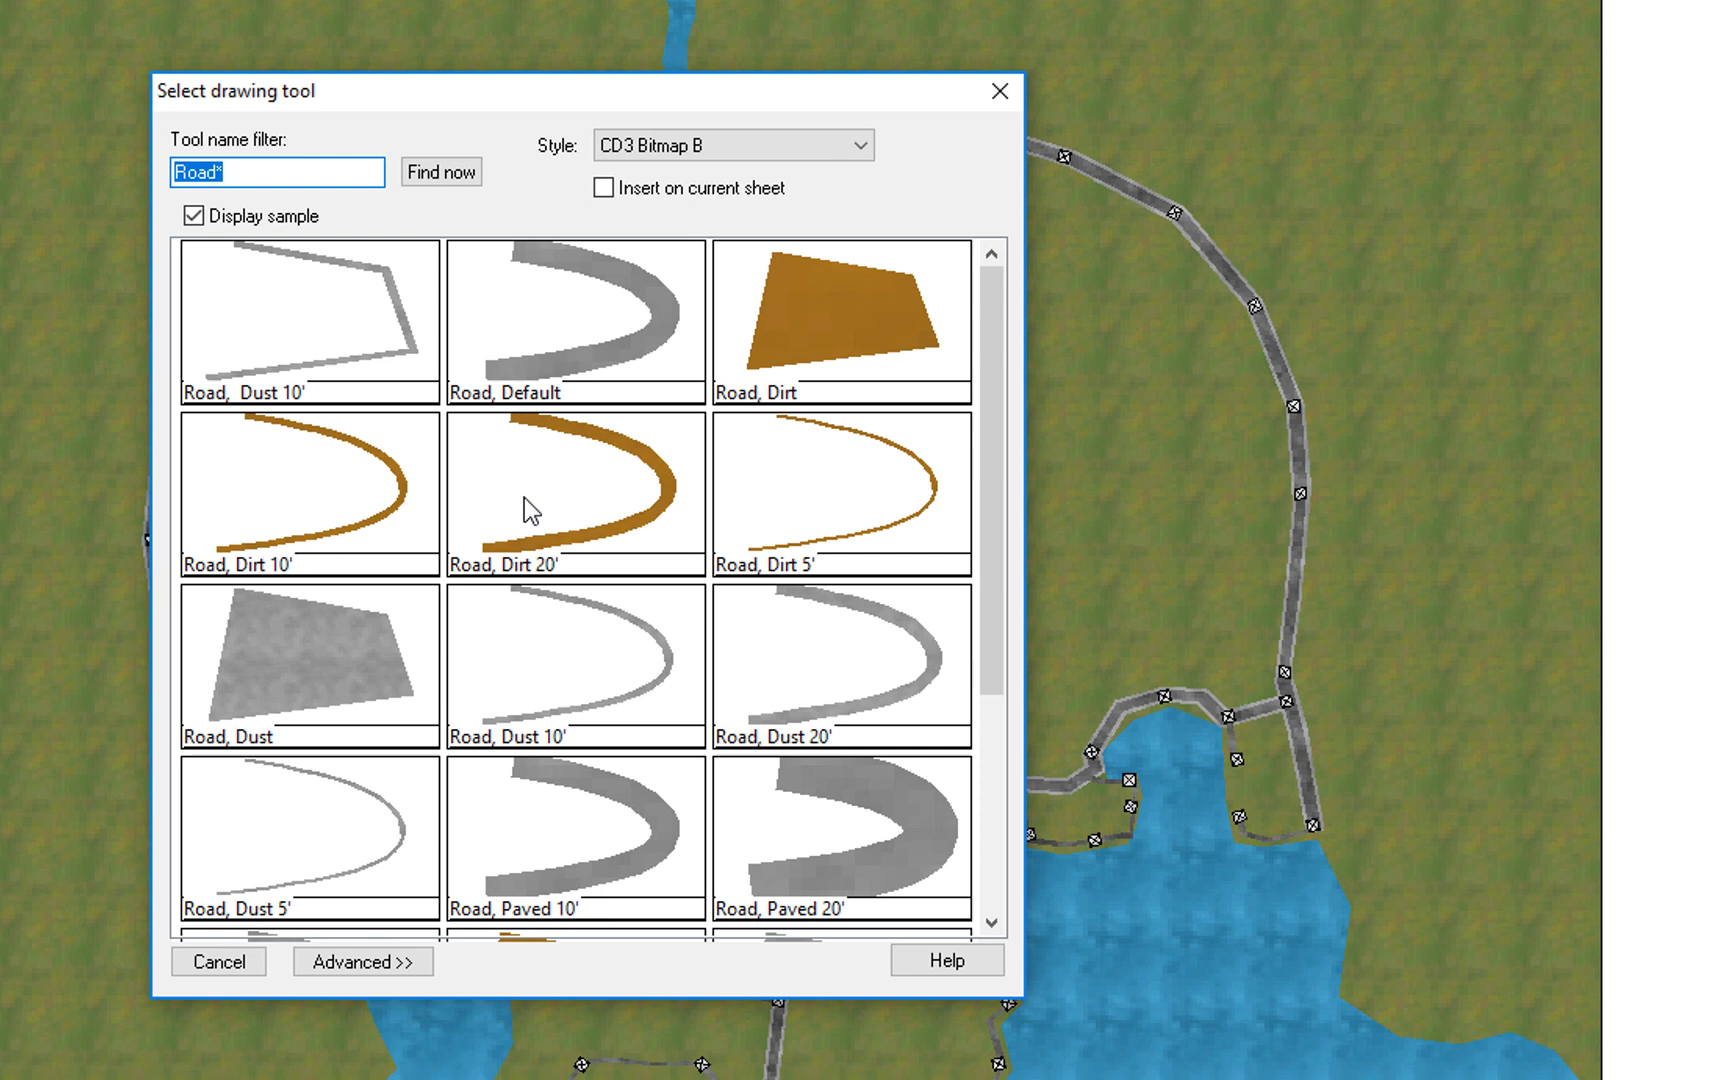 Select drawing tool
Tool name filter:
Style:
CD3 Bitmap B
Road*
Find now
Insert on current sheet
Display sample
Road,  Dust 10'
Road, Default
Road, Dirt
Road, Dirt 10'
Road, Dirt 20'
Road, Dirt 5'
Road, Dust
Road, Dust 10'
Road, Dust 20'
Road, Dust 5'
Road, Paved 10'
Road, Paved 20'
Cancel
Advanced >>
Help